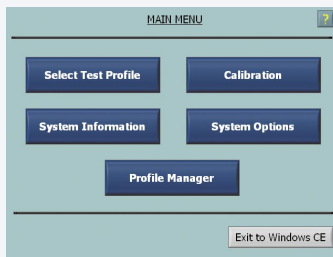 MAIN MENU
?
Select Test Profile
Calibration
System Information
System Options
Profile Manager
Exit to Windows CE